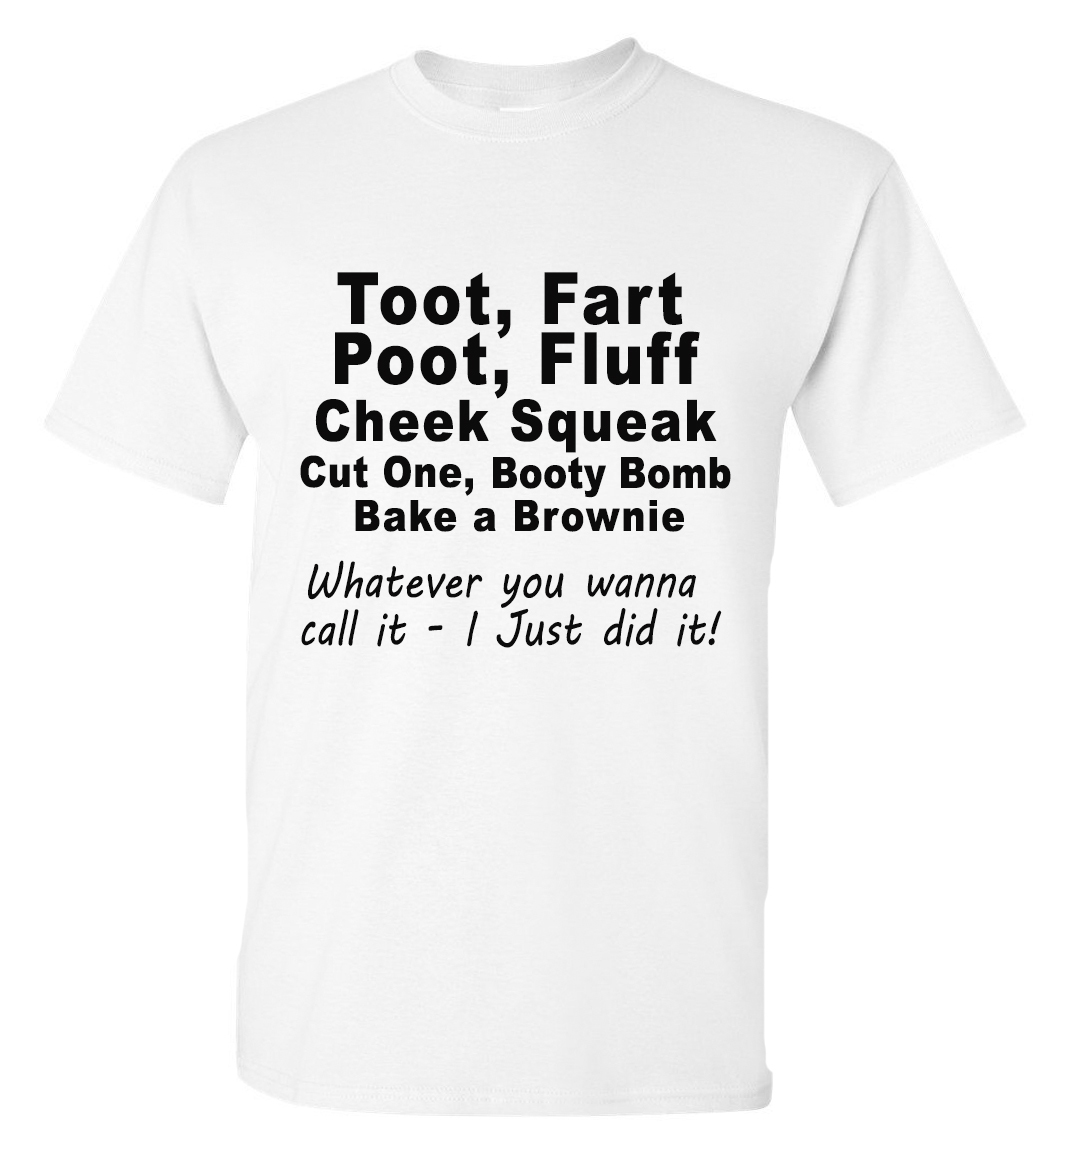 Toot, Fart
Poot, Fluff
Cheek Squeak
Cut One, Booty Bomb
Bake a Brownie
Whatever you wanna
call it - I Just did it!